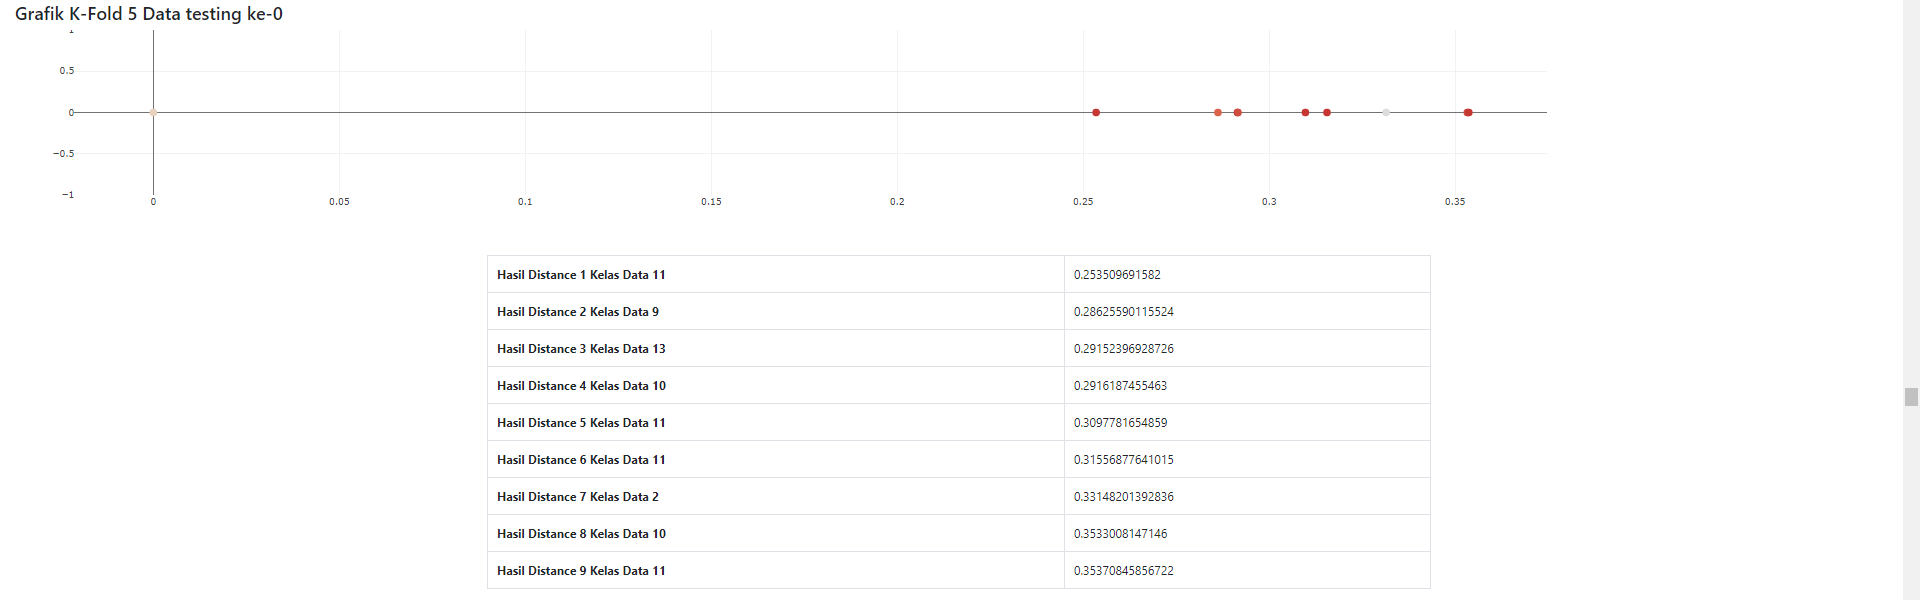 Grafik K-Fold 5 Data testing ke-0
1
0.5
0
−0.5
−1
0 0.05 0.1 0.15 0.2 0.25 0.3 0.35
Hasil Distance 1 Kelas Data 11 0.253509691582
Hasil Distance 2 Kelas Data 9 0.28625590115524
Hasil Distance 3 Kelas Data 13 0.29152396928726
Hasil Distance 4 Kelas Data 10 0.2916187455463
Hasil Distance 5 Kelas Data 11 0.3097781654859
Hasil Distance 6 Kelas Data 11 0.31556877641015
Hasil Distance 7 Kelas Data 2 0.33148201392836
Hasil Distance 8 Kelas Data 10 0.3533008147146
Hasil Distance 9 Kelas Data 11 0.35370845856722